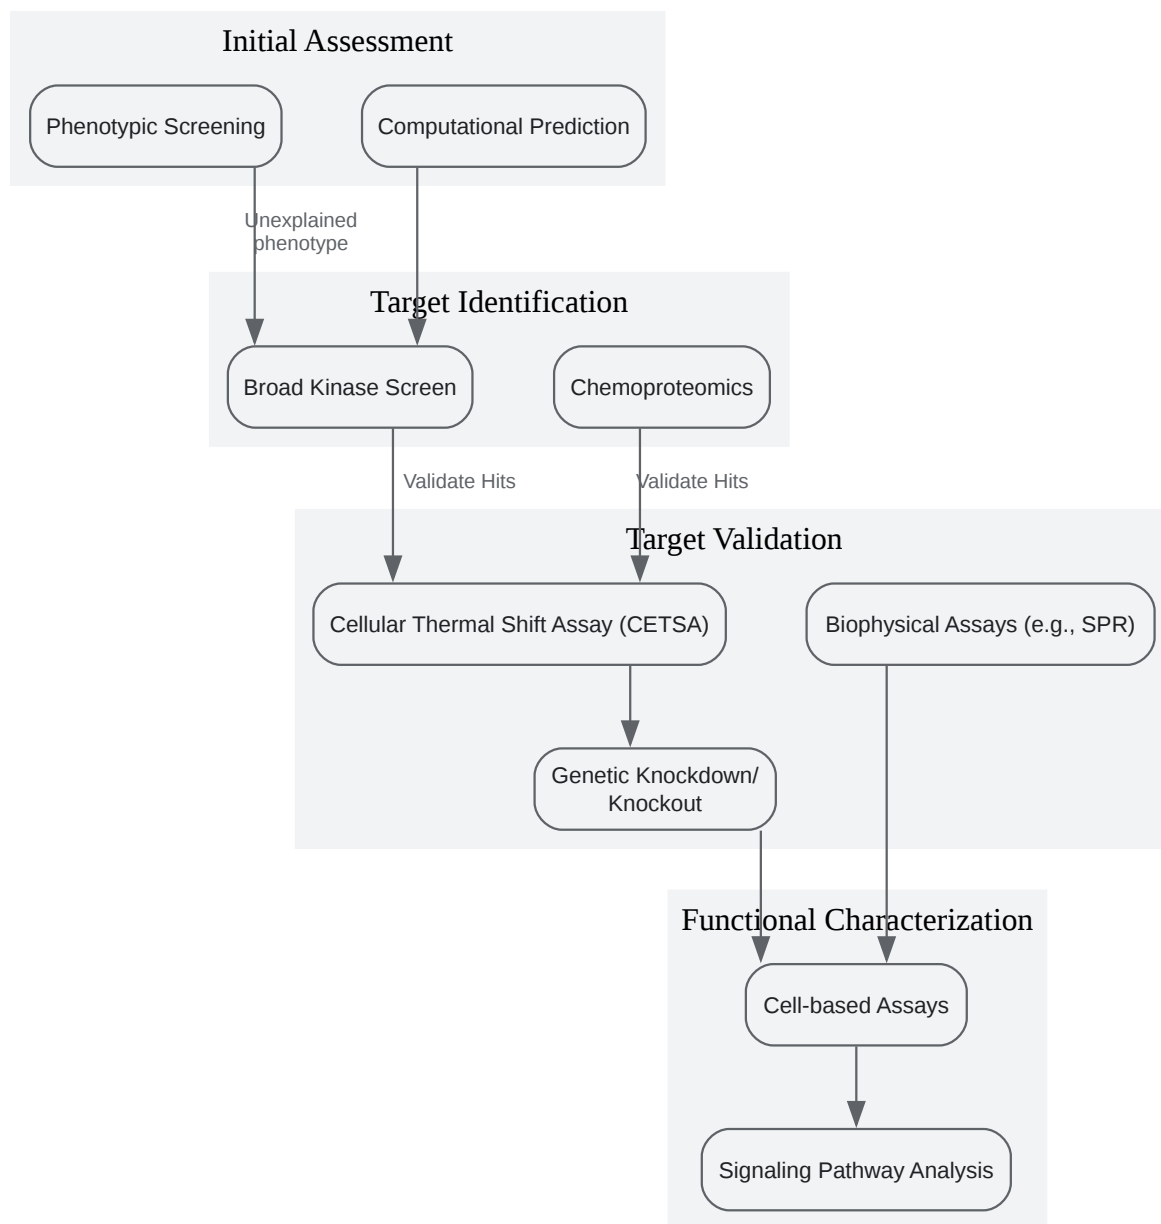 Initial Assessment
Phenotypic Screening
Computational Prediction
Unexplained
phenotype
Target Identification
Broad Kinase Screen
Chemoproteomics
Validate Hits
Validate Hits
Target Validation
Cellular Thermal Shift Assay (CETSA)
Biophysical Assays (e.g., SPR)
Genetic Knockdown/
Knockout
Functional Characterization
Cell-based Assays
Signaling Pathway Analysis